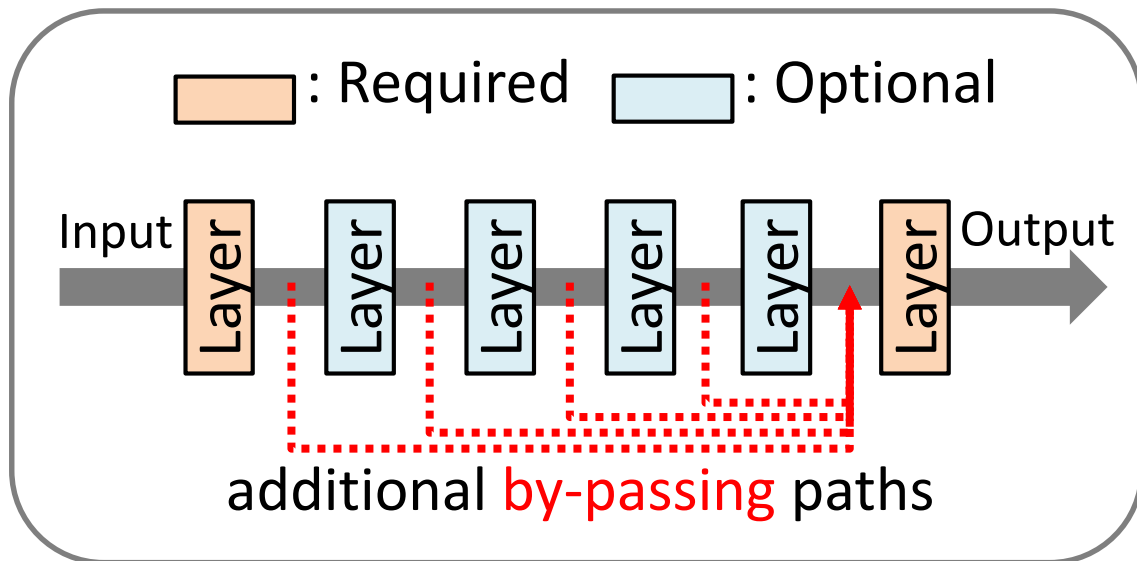 : Required : Optional
Input Layer Layer Layer Layer Layer Layer Output
additional by-passing paths